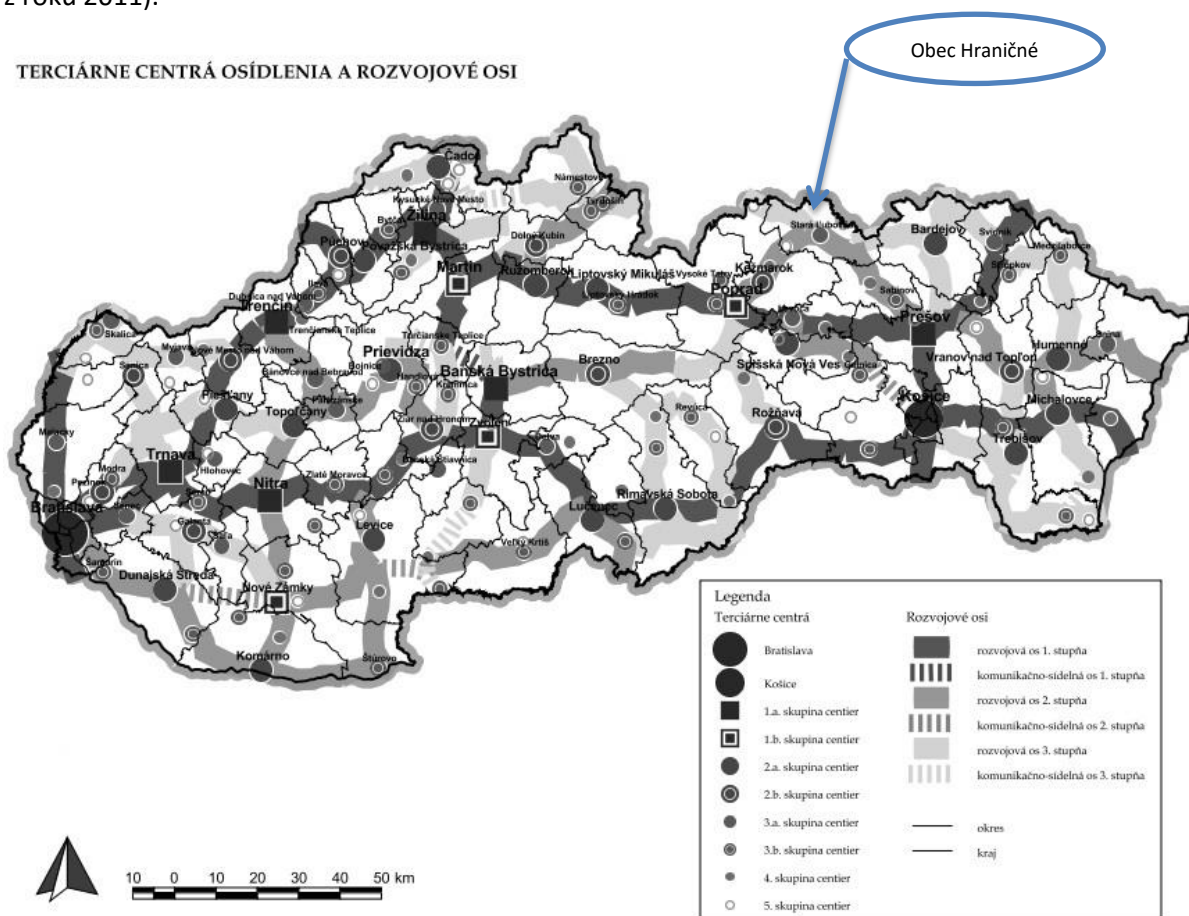 z roku 2011).
Obec Hraničné
TERCIÁRNE CENTRÁ OSÍDLENIA A ROZVOJOVÉ OSI
Čadca
Námestovo
Kysucké Nové Mesto
Tvrdošín
Bytča
Žilina
Stará Ľubovňa
Bardejov
Svidník
Púchov
Považská Bystrica
Dolný Kubín
Medzilaborce
Stropkov
Martin
Ružomberok
Liptovský Mikuláš
Vysoké Tatry
Kežmarok
Ilava
Liptovský Hrádok
Poprad
Sabinov
Dubnica nad Váhom
Trenčín
Prešov
Trenčianske Teplice
Turčianske Teplice
Skalica
Myjava
Nové Mesto nad Váhom
Prievidza
Brezno
Vranov nad Topľou
Humenné
Snina
Senica
Bánovce nad Bebravou
Bojnice
Handlová
Banská Bystrica
Spišská Nová Ves
Gelnica
Kremnica
Piešťany
Partizánske
Topoľčany
Žiar nad Hronom
Zvolen
Revúca
Rožňava
Košice
Michalovce
Malacky
Trebišov
Trnava
Hlohovec
Banská Štiavnica
Detva
Modra
Zlaté Moravce
Pezinok
Nitra
Rimavská Sobota
Bratislava
Senec
Sereď
Lučenec
Galanta
Šaľa
Levice
Veľký Krtíš
Šamorín
Dunajská Streda
Nové Zámky
Komárno
Štúrovo
Legenda
Terciárne centrá
Rozvojové osi
Bratislava
rozvojová os 1. stupňa
komunikačno-sídelná os 1. stupňa
Košice
rozvojová os 2. stupňa
1.a. skupina centier
komunikačno-sídelná os 2. stupňa
1.b. skupina centier
rozvojová os 3. stupňa
2.a. skupina centier
komunikačno-sídelná os 3. stupňa
2.b. skupina centier
3.a. skupina centier
okres
3.b. skupina centier
kraj
4. skupina centier
5. skupina centier
10 0 10 20 30 40 50 km